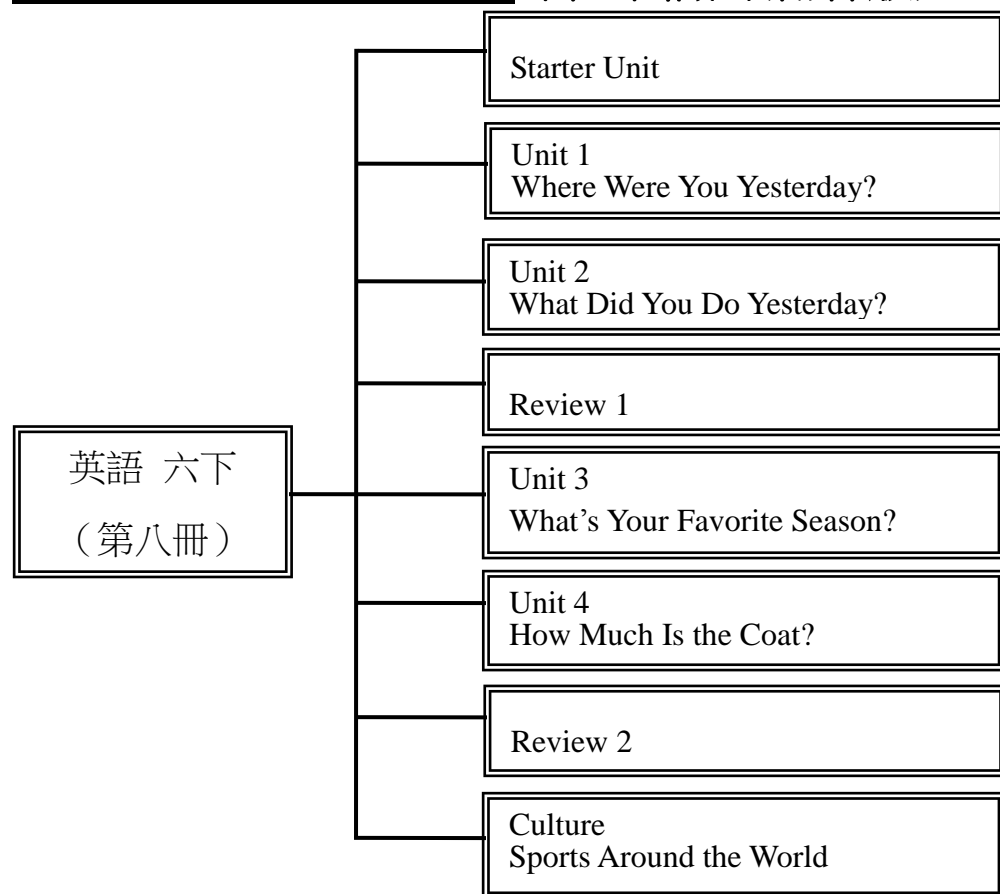 Starter Unit
Unit 1
Where Were You Yesterday?
Unit 2
What Did You Do Yesterday?
Review 1
英語 六下
（第八冊）
Unit 3
What’s Your Favorite Season?
Unit 4
How Much Is the Coat?
Review 2
Culture
Sports Around the World